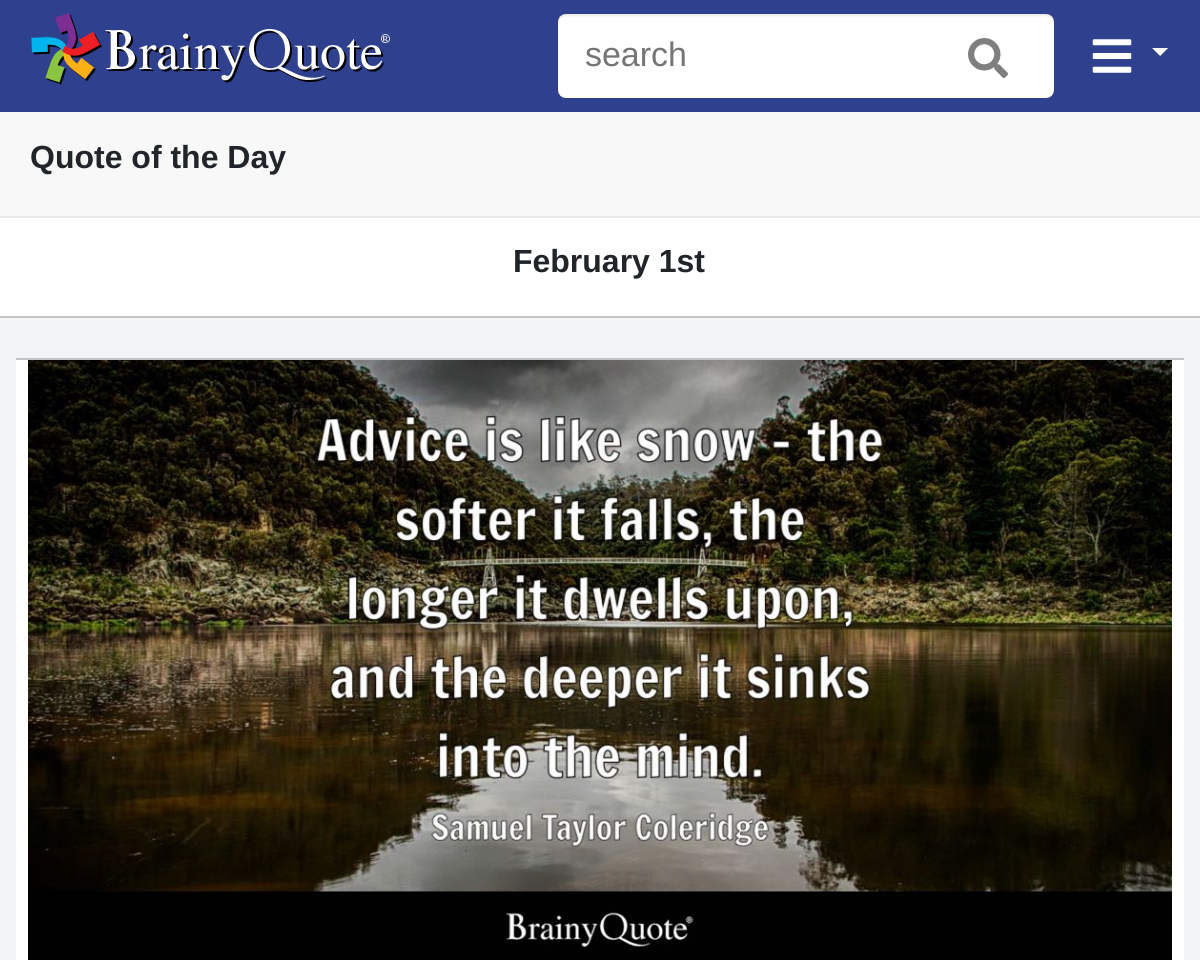 BrainyQuote®
search
Quote of the Day
February 1st
Advice is like snow - the
softer it falls, the
longer it dwells upon,
and the deeper it sinks
into the mind.
Samuel Taylor Coleridge
BrainyQuote®